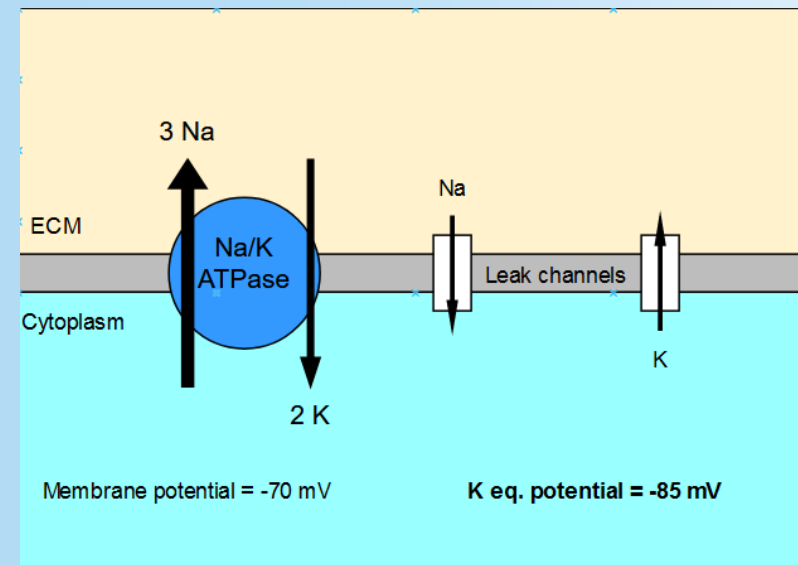 3 Na
Na
ECM
Na/K
ATPase
Leak channels
Cytoplasm
K
2 K
Membrane potential = -70 mV
K eq. potential = -85 mV